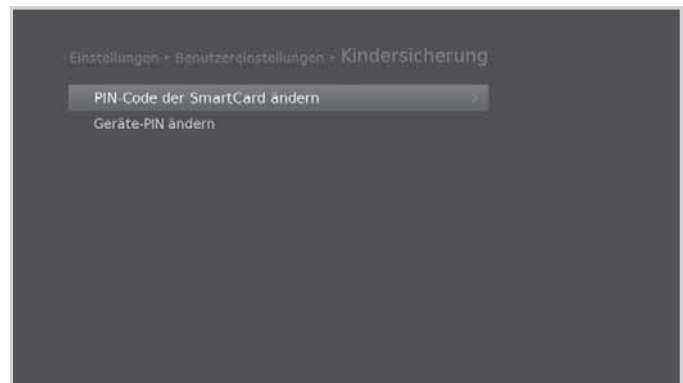 Einstellungen ▸ Benutzereinstellungen ▸ Kindersicherung
PIN-Code der SmartCard ändern
Geräte-PIN ändern